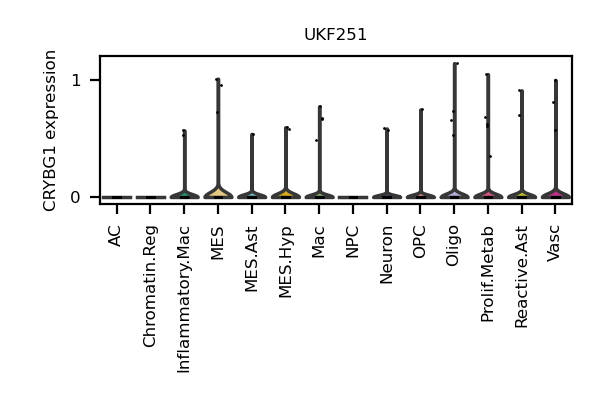 UKF251
CRYBG1 expression
1
0
AC
Chromatin.Reg
Inflammatory.Mac
MES
MES.Ast
MES.Hyp
Mac
NPC
Neuron
OPC
Oligo
Prolif.Metab
Reactive.Ast
Vasc